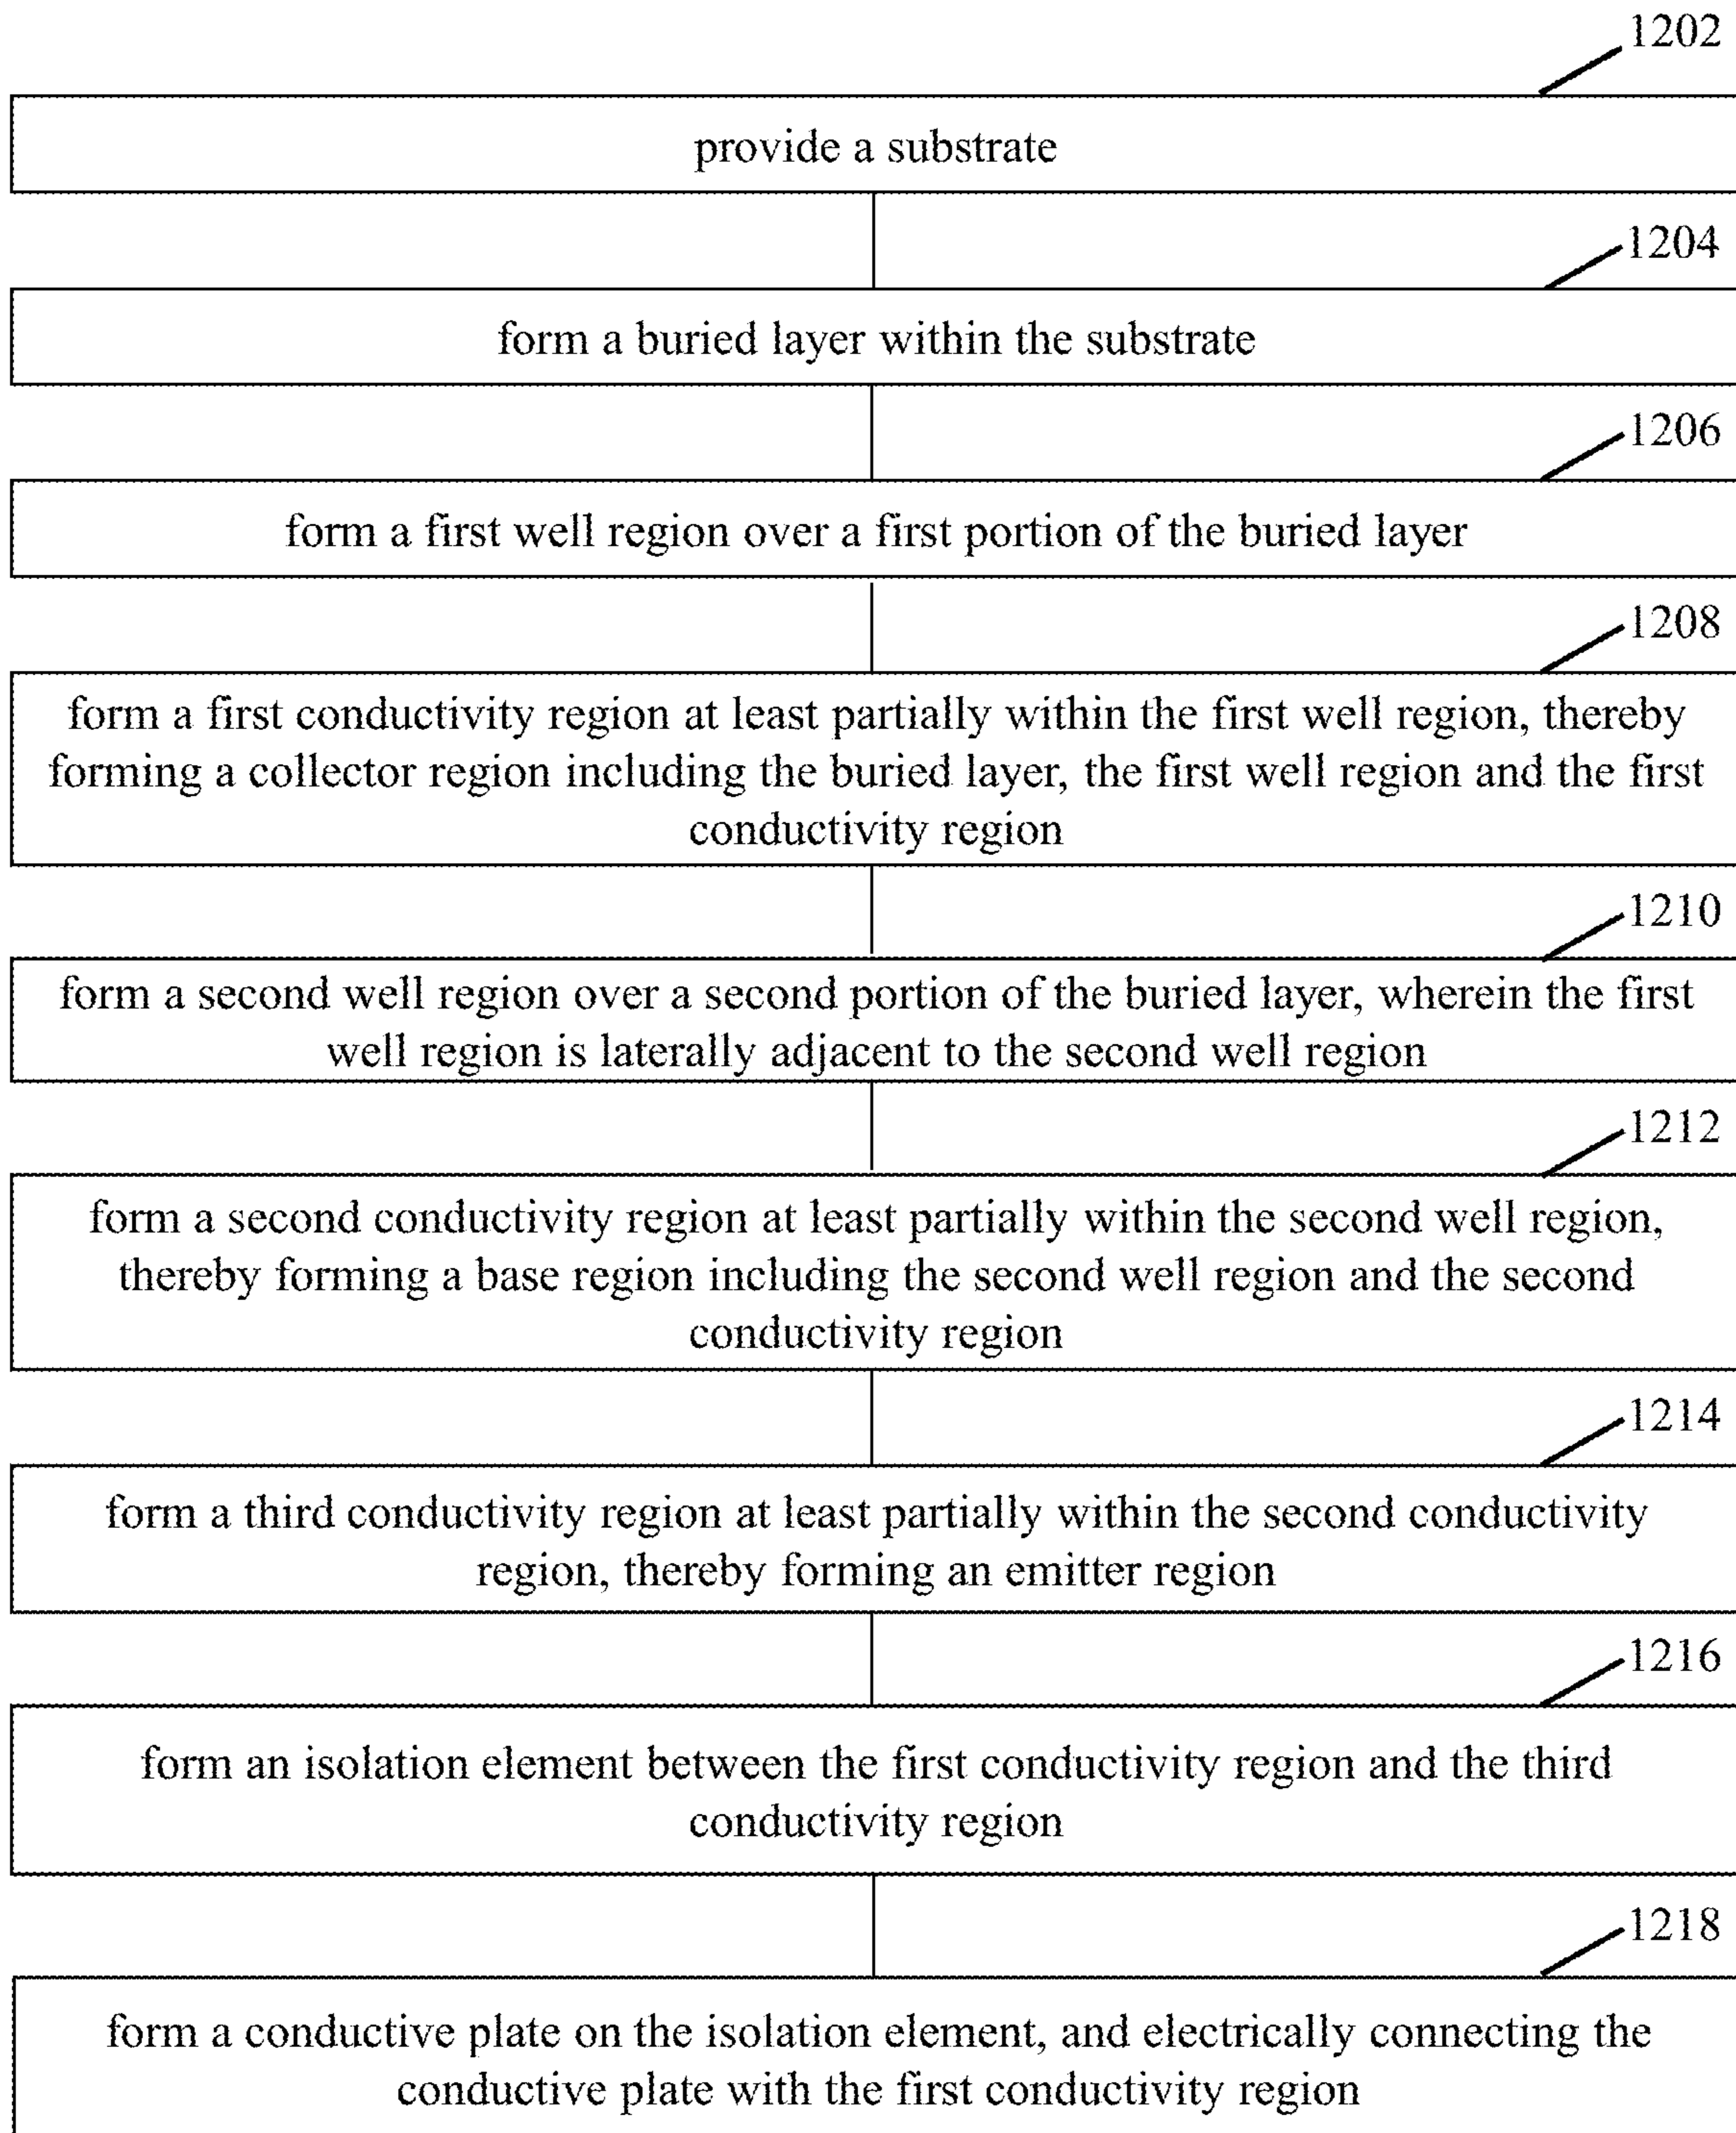 1202
provide a substrate
1204
form a buried layer within the substrate
1206
form a first well region over a first portion of the buried layer
1208
form a first conductivity region at least partially within the first well region, thereby
forming a collector region including the buried layer, the first well region and the first
conductivity region
1210
form a second well region over a second portion of the buried layer, wherein the first
well region is laterally adjacent to the second well region
1212
form a second conductivity region at least partially within the second well region,
thereby forming a base region including the second well region and the second
conductivity region
1214
form a third conductivity region at least partially within the second conductivity
region, thereby forming an emitter region
1216
form an isolation element between the first conductivity region and the third
conductivity region
1218
form a conductive plate on the isolation element, and electrically connecting the
conductive plate with the first conductivity region